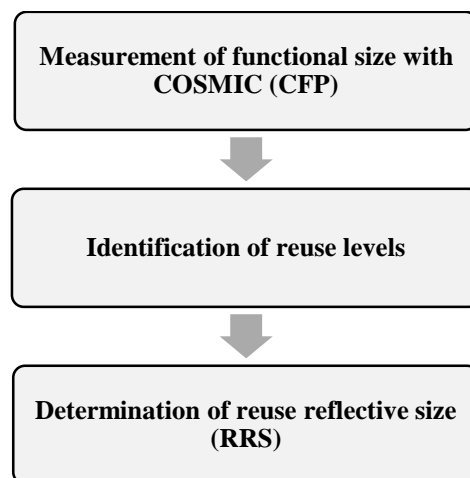 Measurement of functional size with
COSMIC (CFP)
Identification of reuse levels
Determination of reuse reflective size
(RRS)